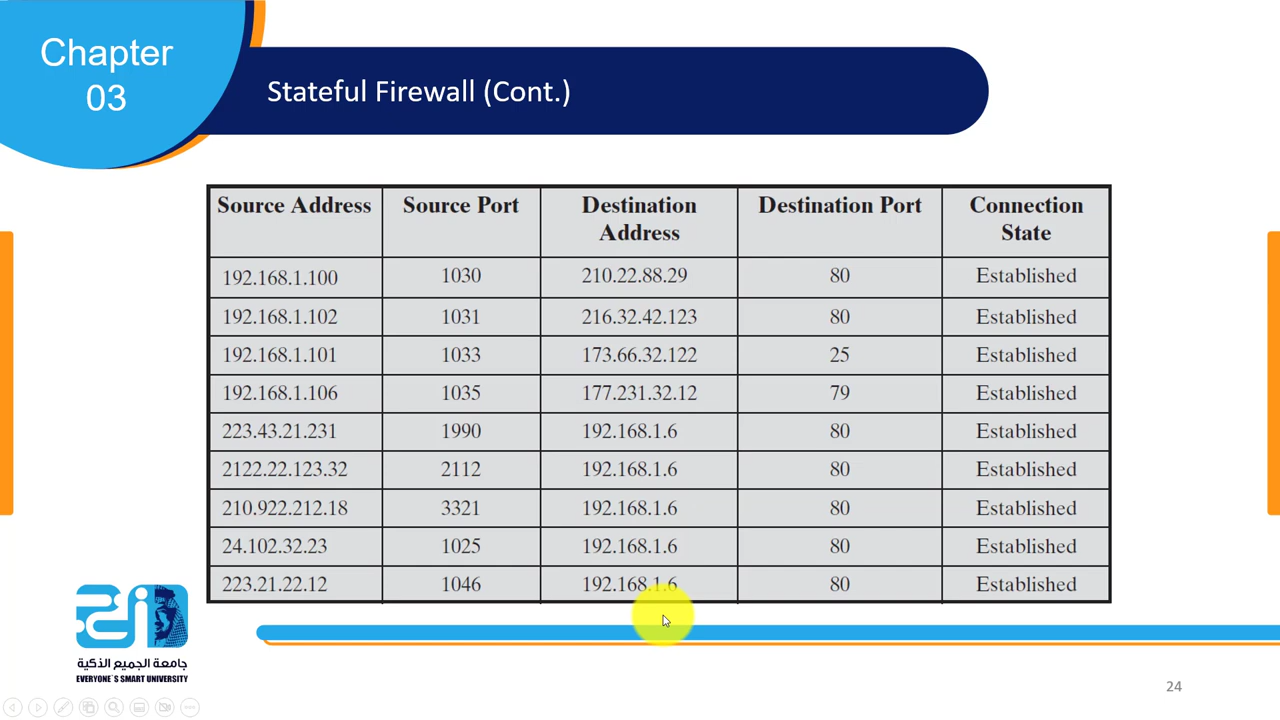 Chapter
03
Stateful Firewall (Cont.)
Source Address Source Port Destination Address Destination Port Connection State
192.168.1.100 1030 210.22.88.29 80 Established
192.168.1.102 1031 216.32.42.123 80 Established
192.168.1.101 1033 173.66.32.122 25 Established
192.168.1.106 1035 177.231.32.12 79 Established
223.43.21.231 1990 192.168.1.6 80 Established
2122.22.123.32 2112 192.168.1.6 80 Established
210.922.212.18 3321 192.168.1.6 80 Established
24.102.32.23 1025 192.168.1.6 80 Established
223.21.22.12 1046 192.168.1.6 80 Established
جامعة الجميع الذكية
EVERYONE`S SMART UNIVERSITY
24